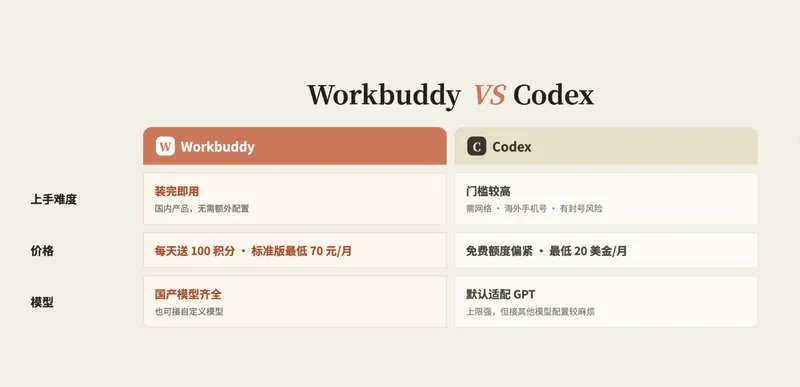 Workbuddy VS Codex
W Workbuddy
C Codex
上手难度
装完即用
国内产品，无需额外配置
门槛较高
需网络 · 海外手机号 · 有封号风险
价格
每天送 100 积分 · 标准版最低 70 元/月
免费额度偏紧 · 最低 20 美金/月
模型
国产模型齐全
也可接自定义模型
默认适配 GPT
上限强，但接其他模型配置较麻烦